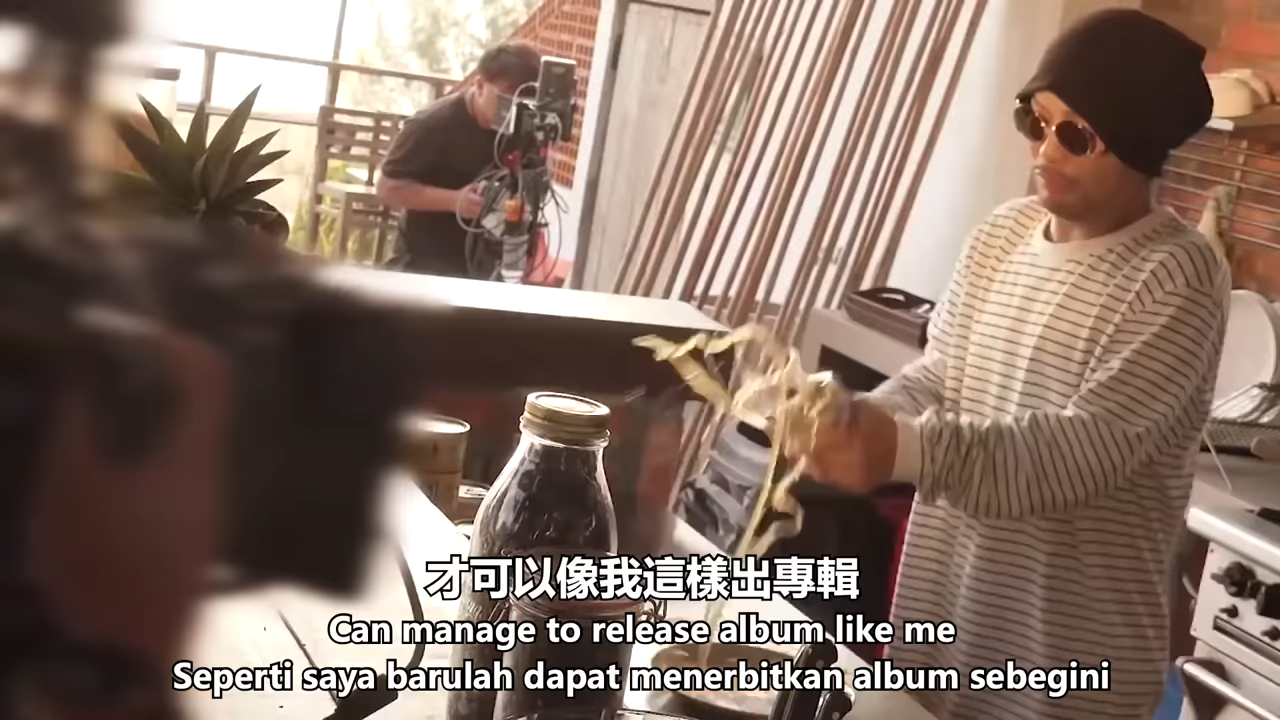 才可以像我這樣出專輯
Can manage to release album like me
Seperti saya barulah dapat menerbitkan album sebegini